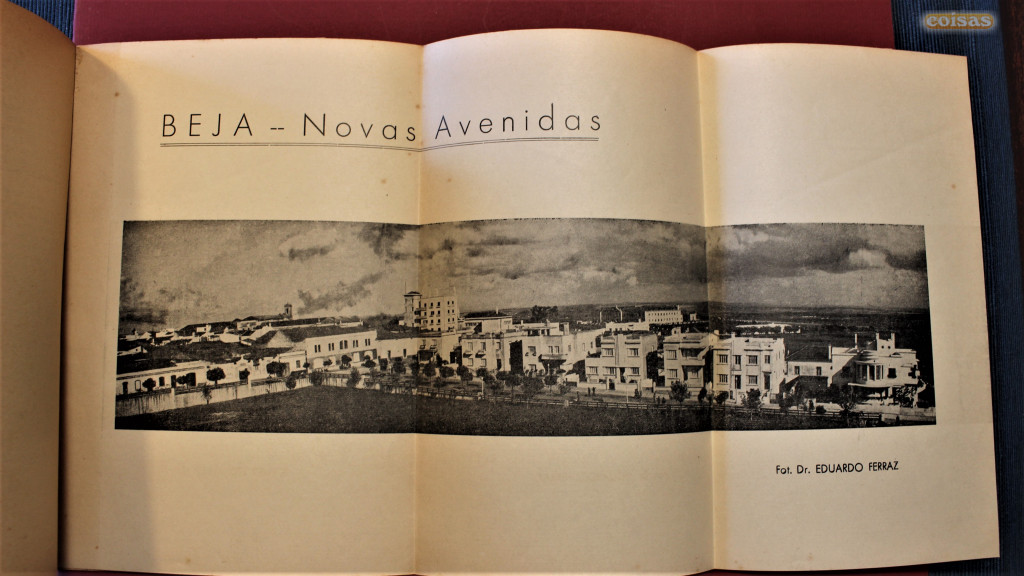 coisas
BEJA -- Novas Avenidas
Fot. Dr. EDUARDO FERRAZ